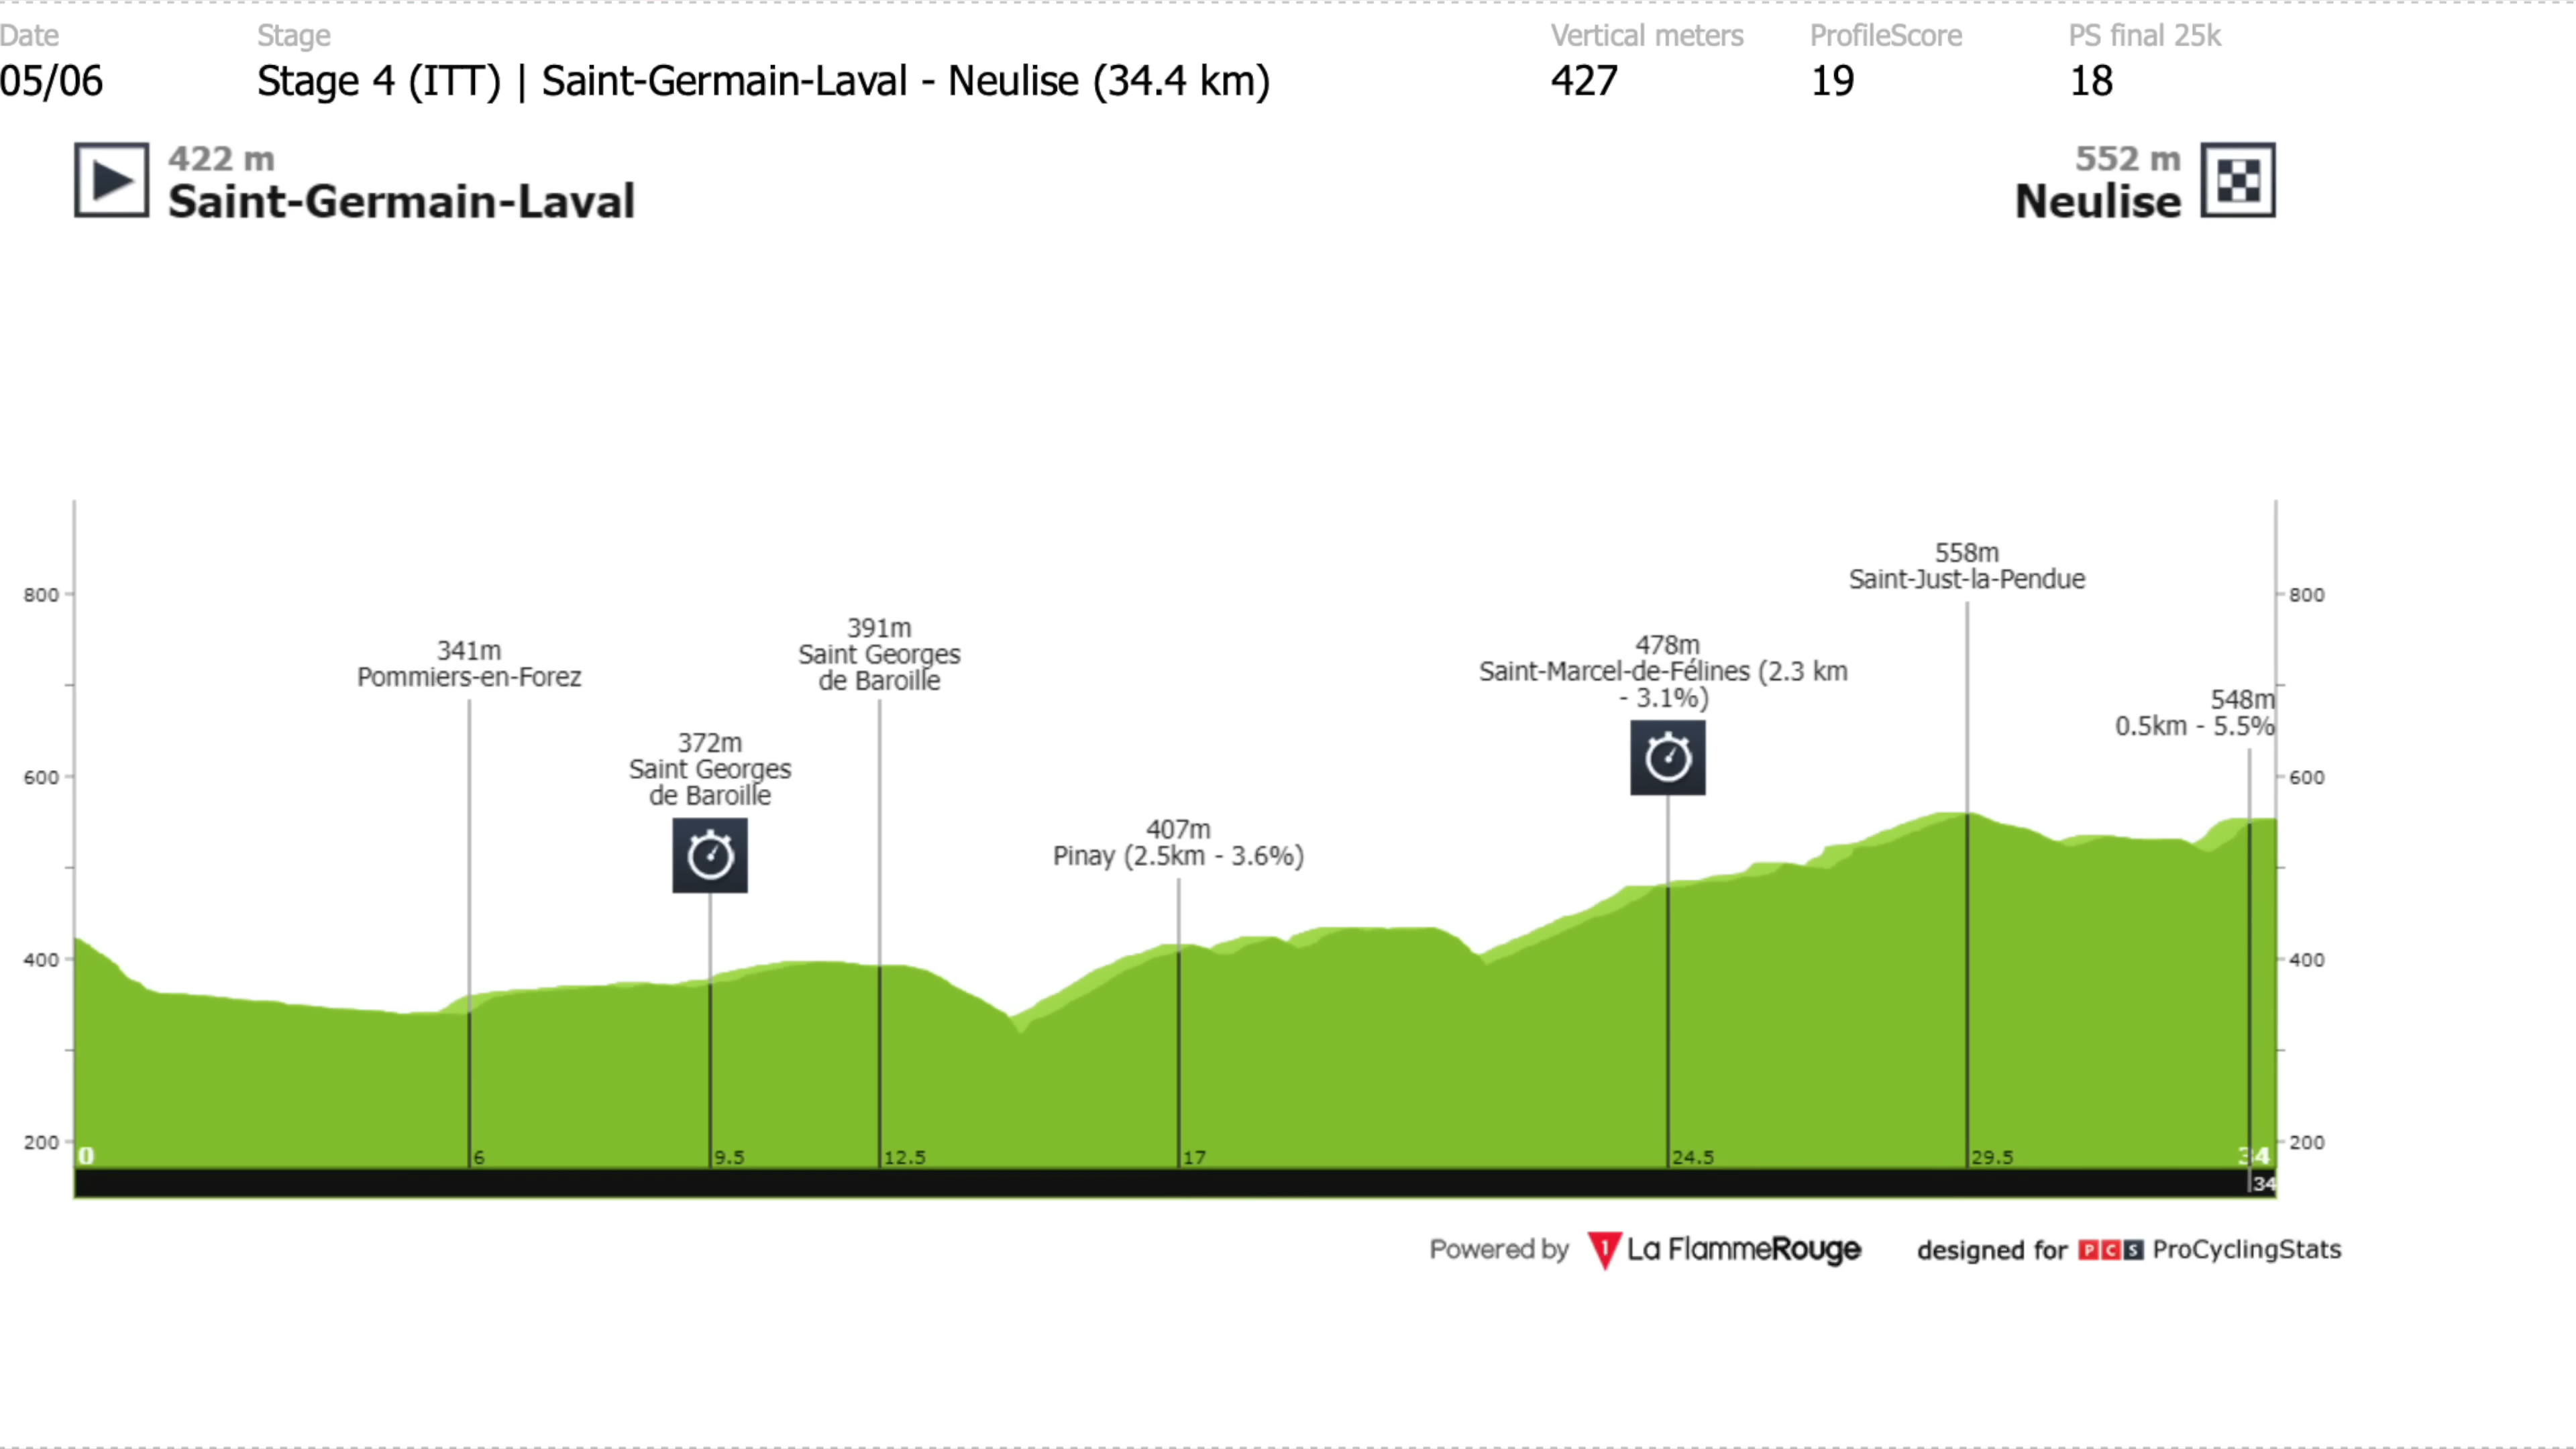 Date Stage Vertical meters ProfileScore PS final 25k
05/06 Stage 4 (ITT) | Saint-Germain-Laval - Neulise (34.4 km) 427 19 18
422 m
Saint-Germain-Laval
552 m
Neulise
558m
Saint-Just-la-Pendue
800
800
391m
Saint Georges
de Baroille
341m
Pommiers-en-Forez
478m
Saint-Marcel-de-Félines (2.3 km
- 3.1%)
548m
0.5km - 5.5%
372m
Saint Georges
de Baroille
600
600
407m
Pinay (2.5km - 3.6%)
400
400
200
200
0 6 9.5 12.5 17 24.5 29.5 34
34
Powered by 1 La FlammeRouge designed for PCS ProCyclingStats